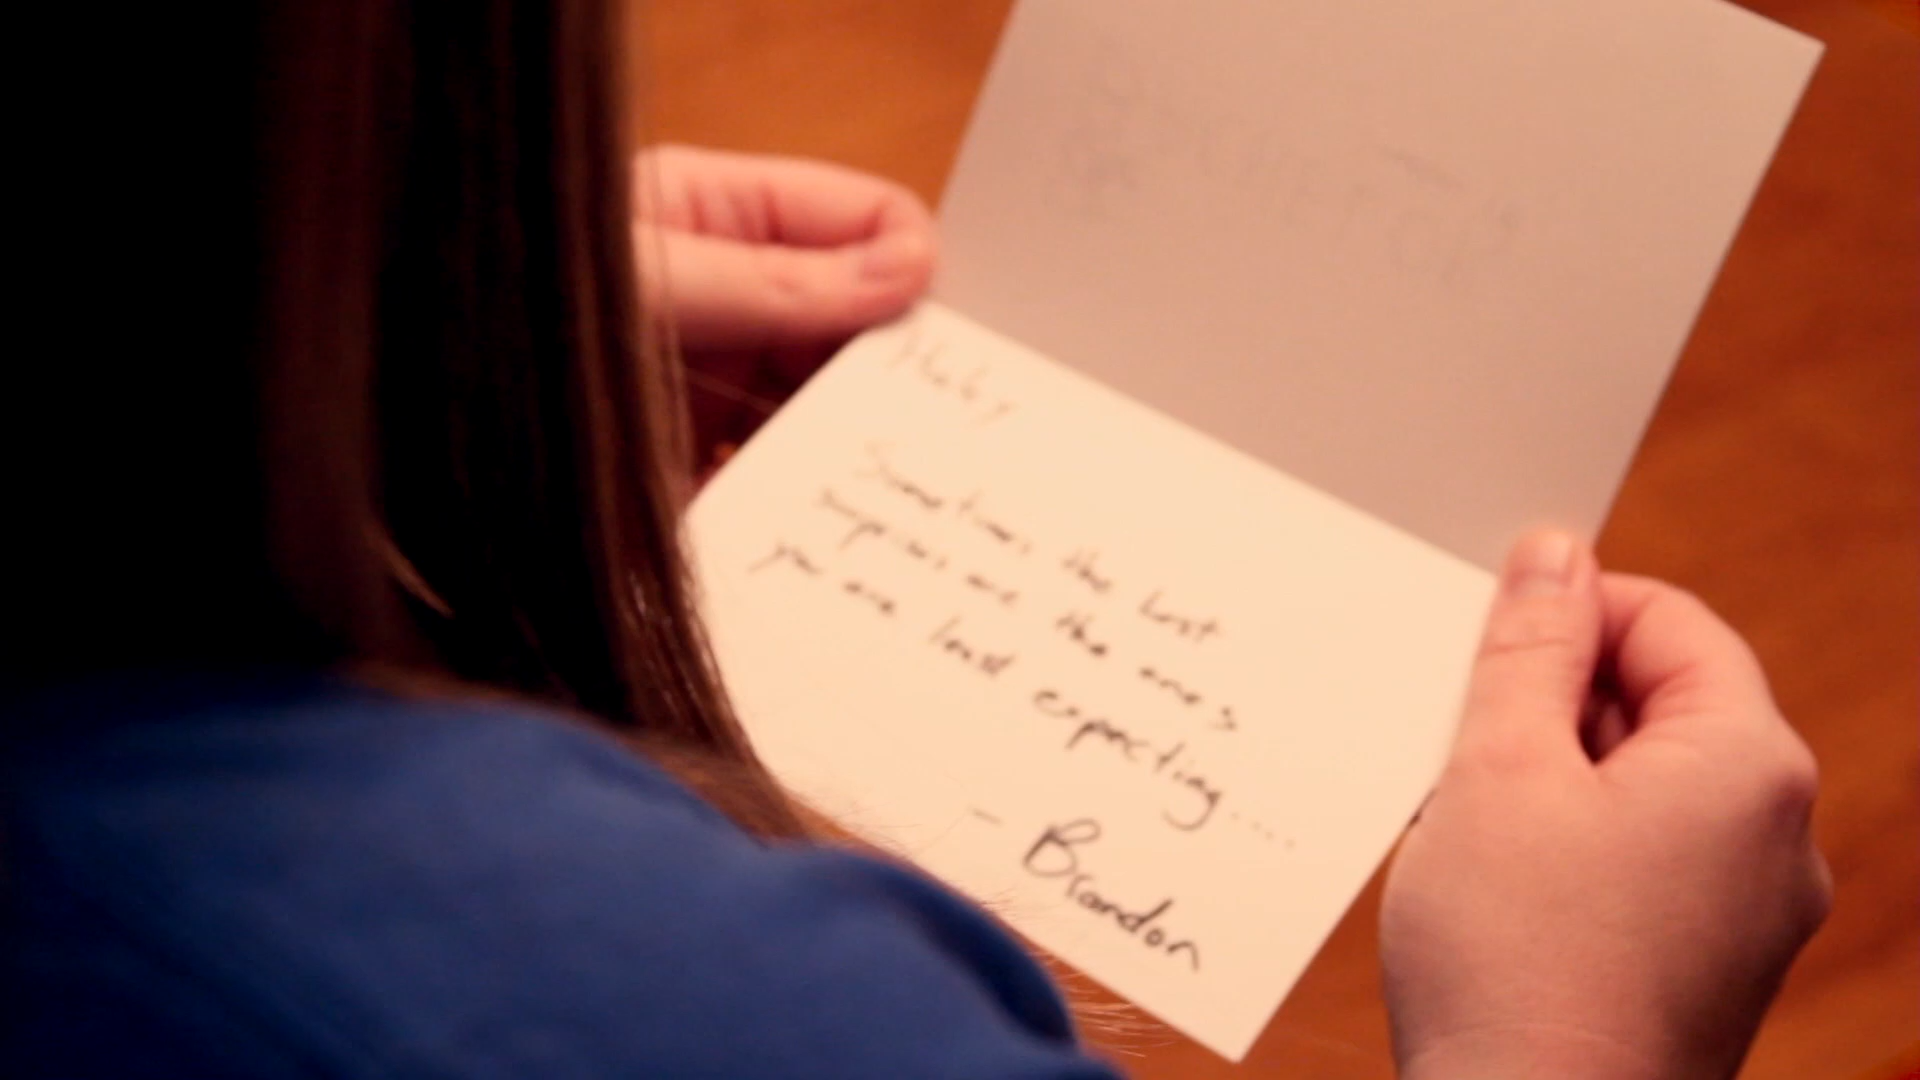 Sometimes the best
surprises are the ones
you are least expecting....
- Brandon